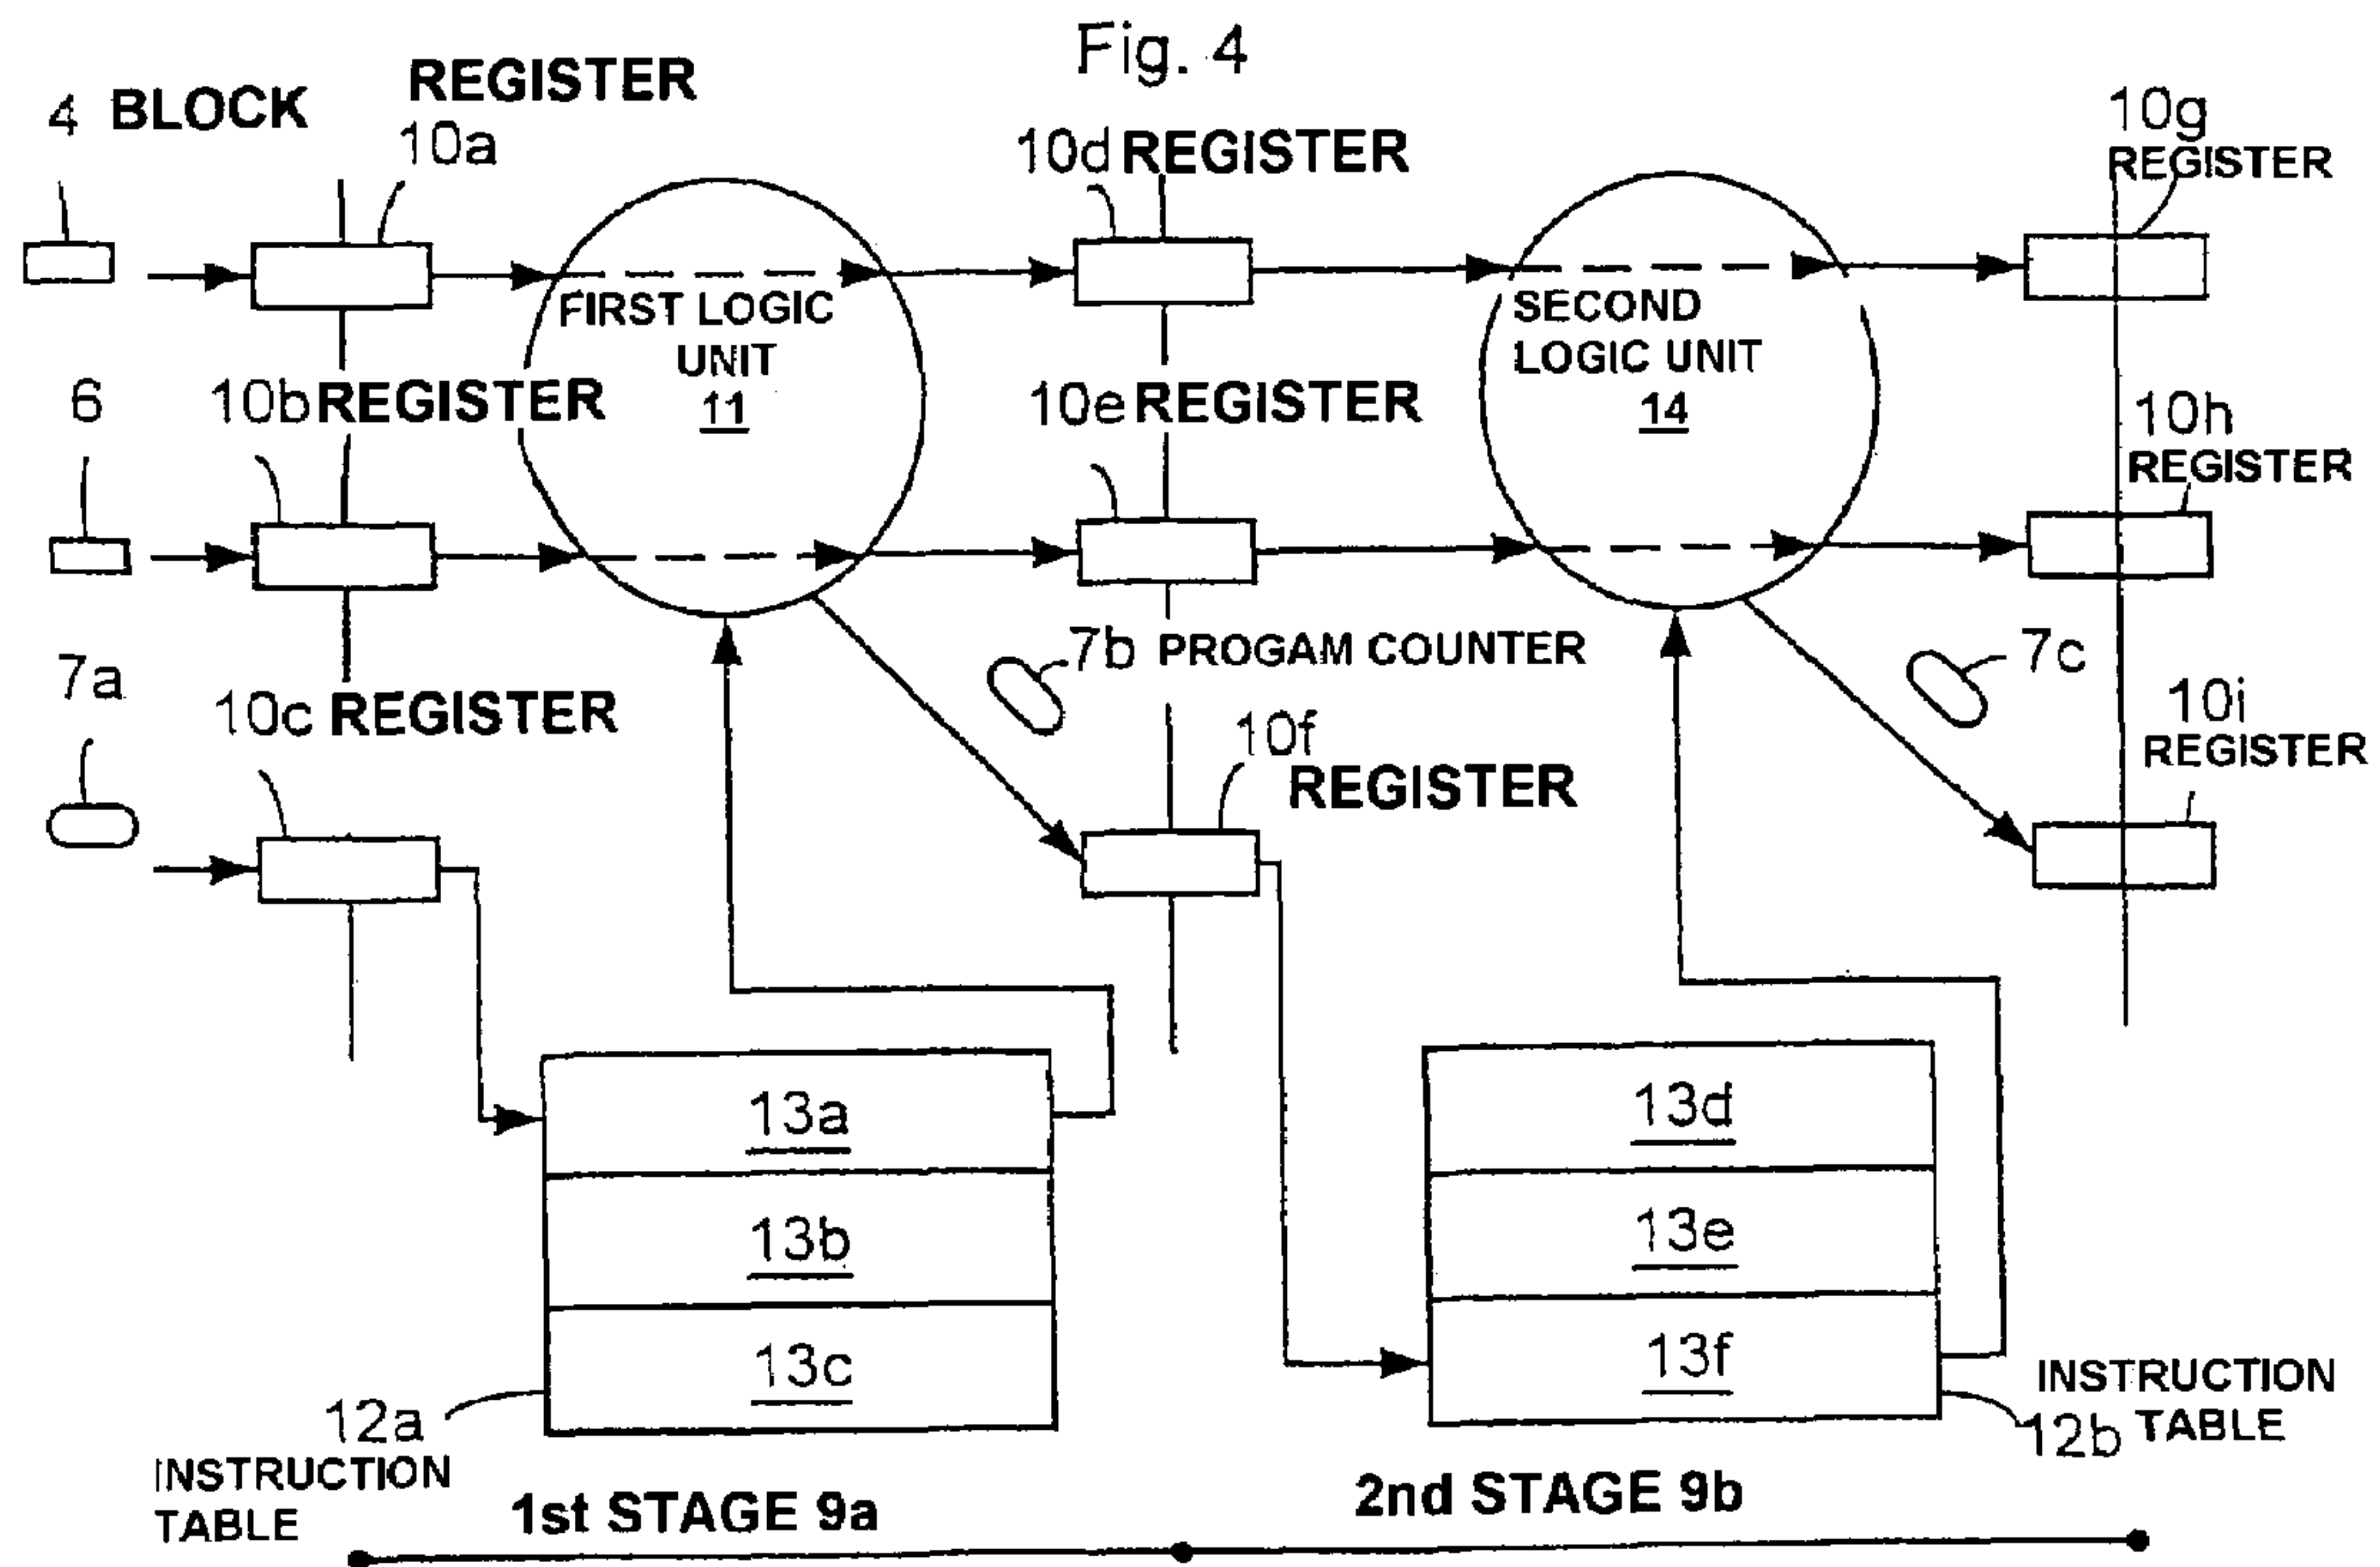 Fig. 4
4 BLOCK
REGISTER
10a
10d REGISTER
10g
REGISTER
FIRST LOGIC
UNIT
11
SECOND
LOGIC UNIT
14
6
10b REGISTER
10e REGISTER
10h
REGISTER
7a
10c REGISTER
7b PROGAM COUNTER
7c
10f
REGISTER
10i
REGISTER
13a
13b
13c
13d
13e
13f
12a
INSTRUCTION
TABLE
INSTRUCTION
12b TABLE
1st STAGE 9a
2nd STAGE 9b